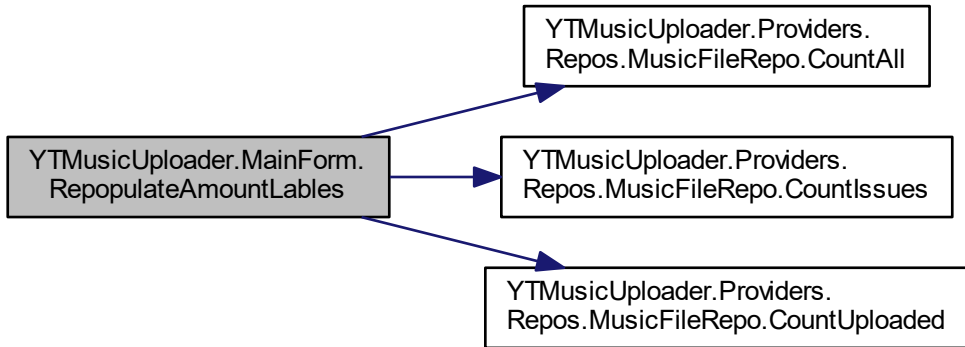 YTMusicUploader.MainForm.
RepopulateAmountLables
YTMusicUploader.Providers.
Repos.MusicFileRepo.CountAll
YTMusicUploader.Providers.
Repos.MusicFileRepo.CountIssues
YTMusicUploader.Providers.
Repos.MusicFileRepo.CountUploaded